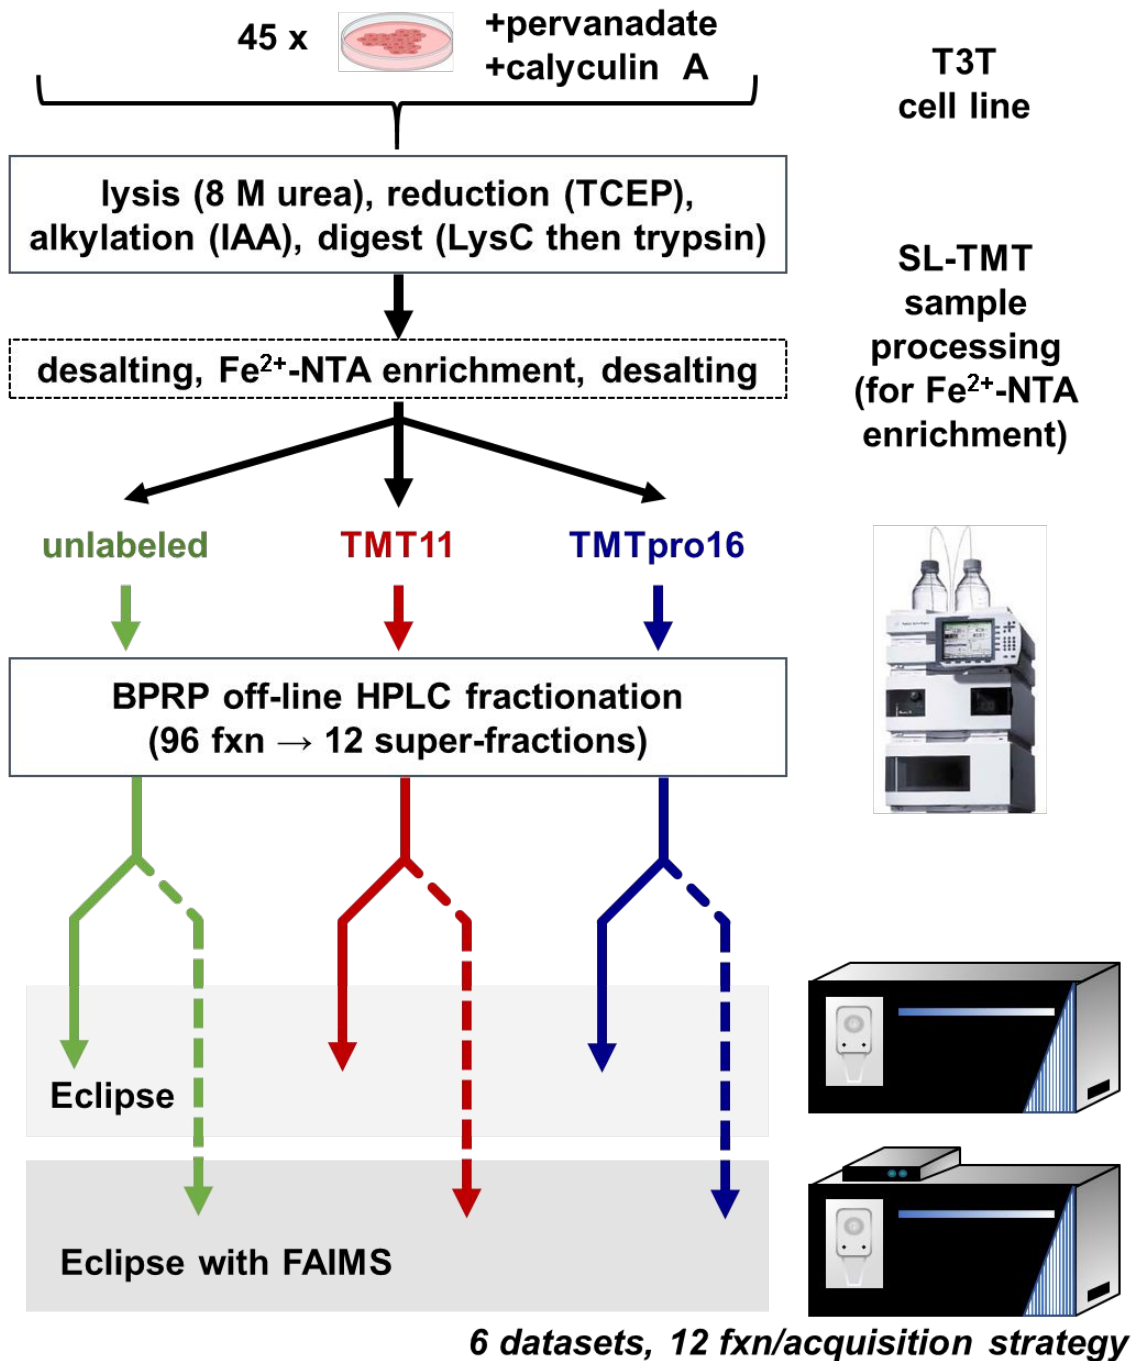 45 x
+pervanadate
+calyculin A
T3T
cell line
lysis (8 M urea), reduction (TCEP),
alkylation (IAA), digest (LysC then trypsin)
SL-TMT
sample
processing
(for Fe²⁺-NTA
enrichment)
desalting, Fe²⁺-NTA enrichment, desalting
unlabeled
TMT11
TMTpro16
BPRP off-line HPLC fractionation
(96 fxn → 12 super-fractions)
Eclipse
Eclipse with FAIMS
6 datasets, 12 fxn/acquisition strategy